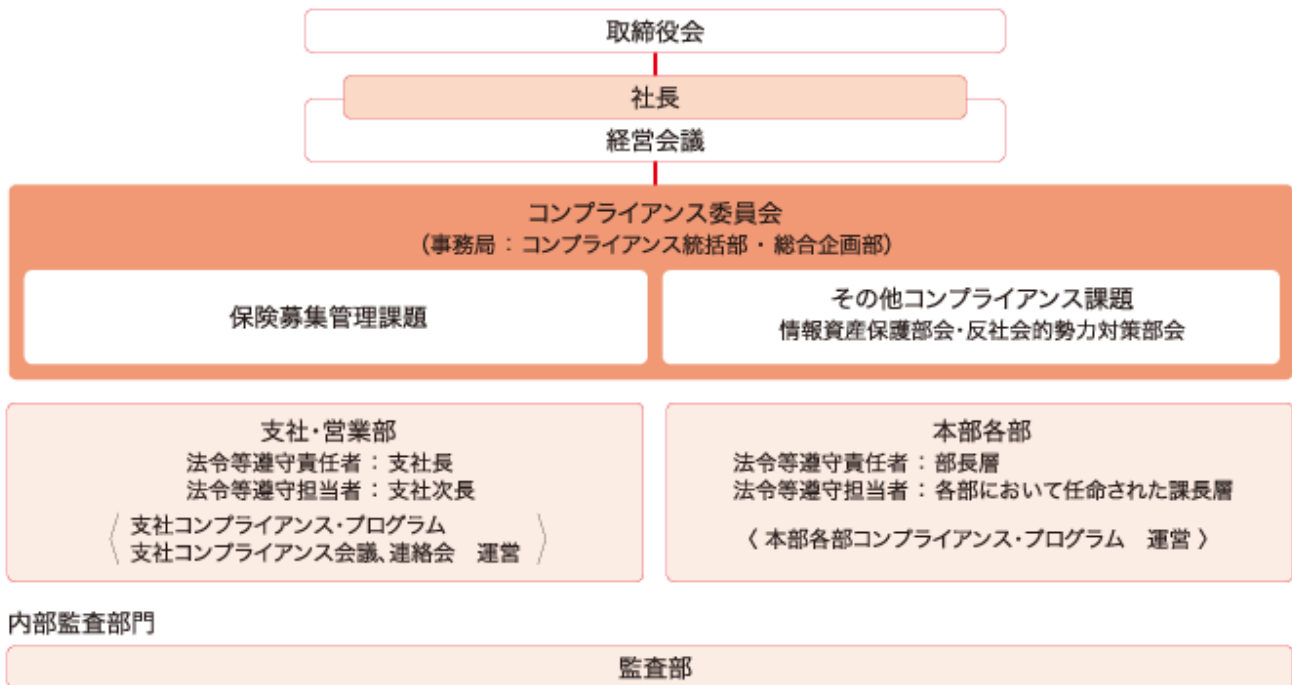 取締役会
社長
経営会議
コンプライアンス委員会
（事務局：コンプライアンス統括部・総合企画部）
保険募集管理課題
その他コンプライアンス課題
情報資産保護部会・反社会的勢力対策部会
支社・営業部
法令等遵守責任者：支社長
法令等遵守担当者：支社次長
〈支社コンプライアンス・プログラム
支社コンプライアンス会議、連絡会　運営〉
本部各部
法令等遵守責任者：部長層
法令等遵守担当者：各部において任命された課長層
〈本部各部コンプライアンス・プログラム　運営〉
内部監査部門
監査部